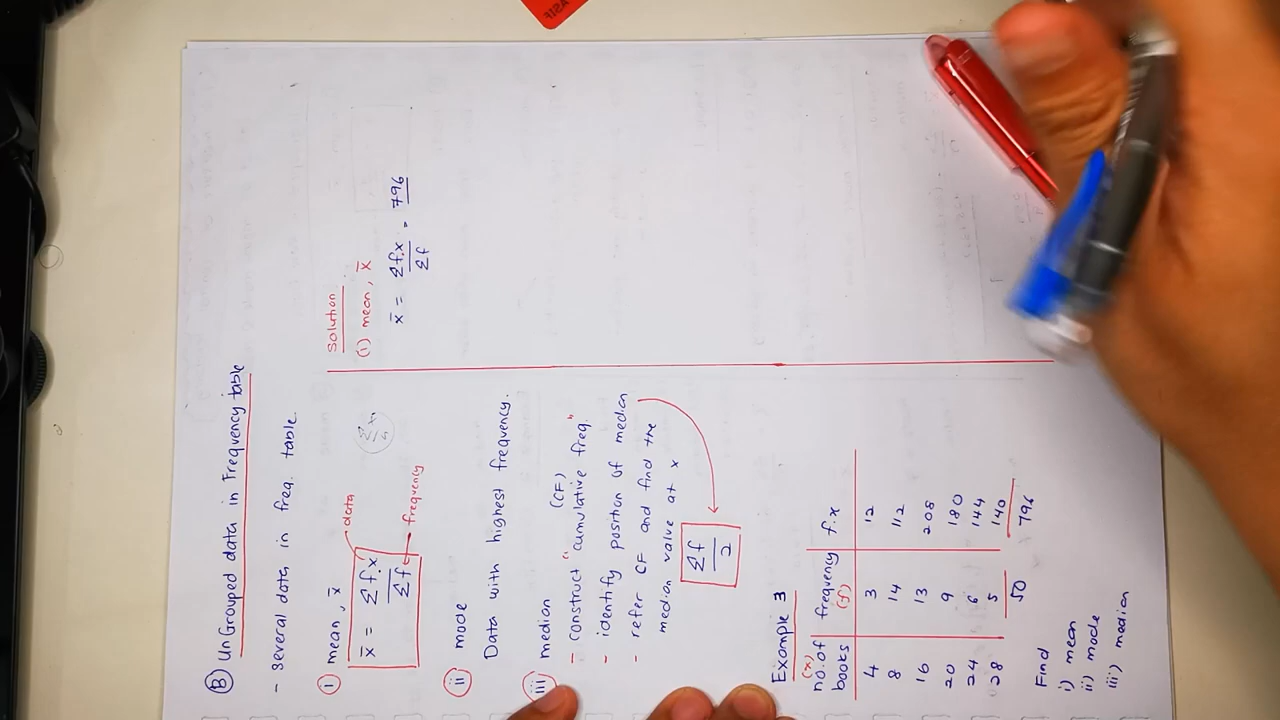 (B) UnGrouped data in Frequency table
- several data in freq. table.
(i) mean, x̄
x̄ = Σf.x / Σf
data
frequency
(ii) mode
Data with highest frequency.
(iii) median
- construct "cumulative freq" (CF)
- identify position of median
- refer CF and find the
median value at x
Σf / 2
Example 3
(x) no. of books | frequency (f) | f.x
4 | 3 | 12
8 | 14 | 112
16 | 13 | 208
20 | 9 | 180
24 | 6 | 144
28 | 5 | 140
50 | 796
Find
i) mean
ii) mode
iii) median
Solution
(i) mean, x̄
x̄ = Σf.x / Σf = 796